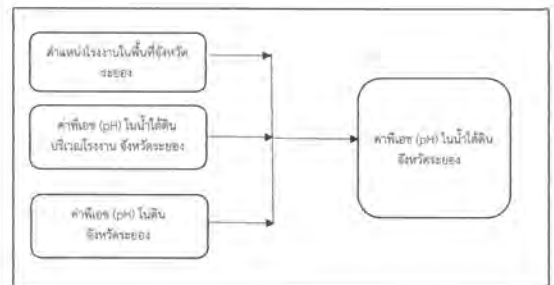 ตำแหน่งโรงงานในพื้นที่จังหวัด
ระยอง
ค่าพีเอช (pH) ในน้ำใต้ดิน
บริเวณโรงงาน จังหวัดระยอง
ค่าพีเอช (pH) ในดิน
จังหวัดระยอง
ค่าพีเอช (pH) ในน้ำใต้ดิน
จังหวัดระยอง